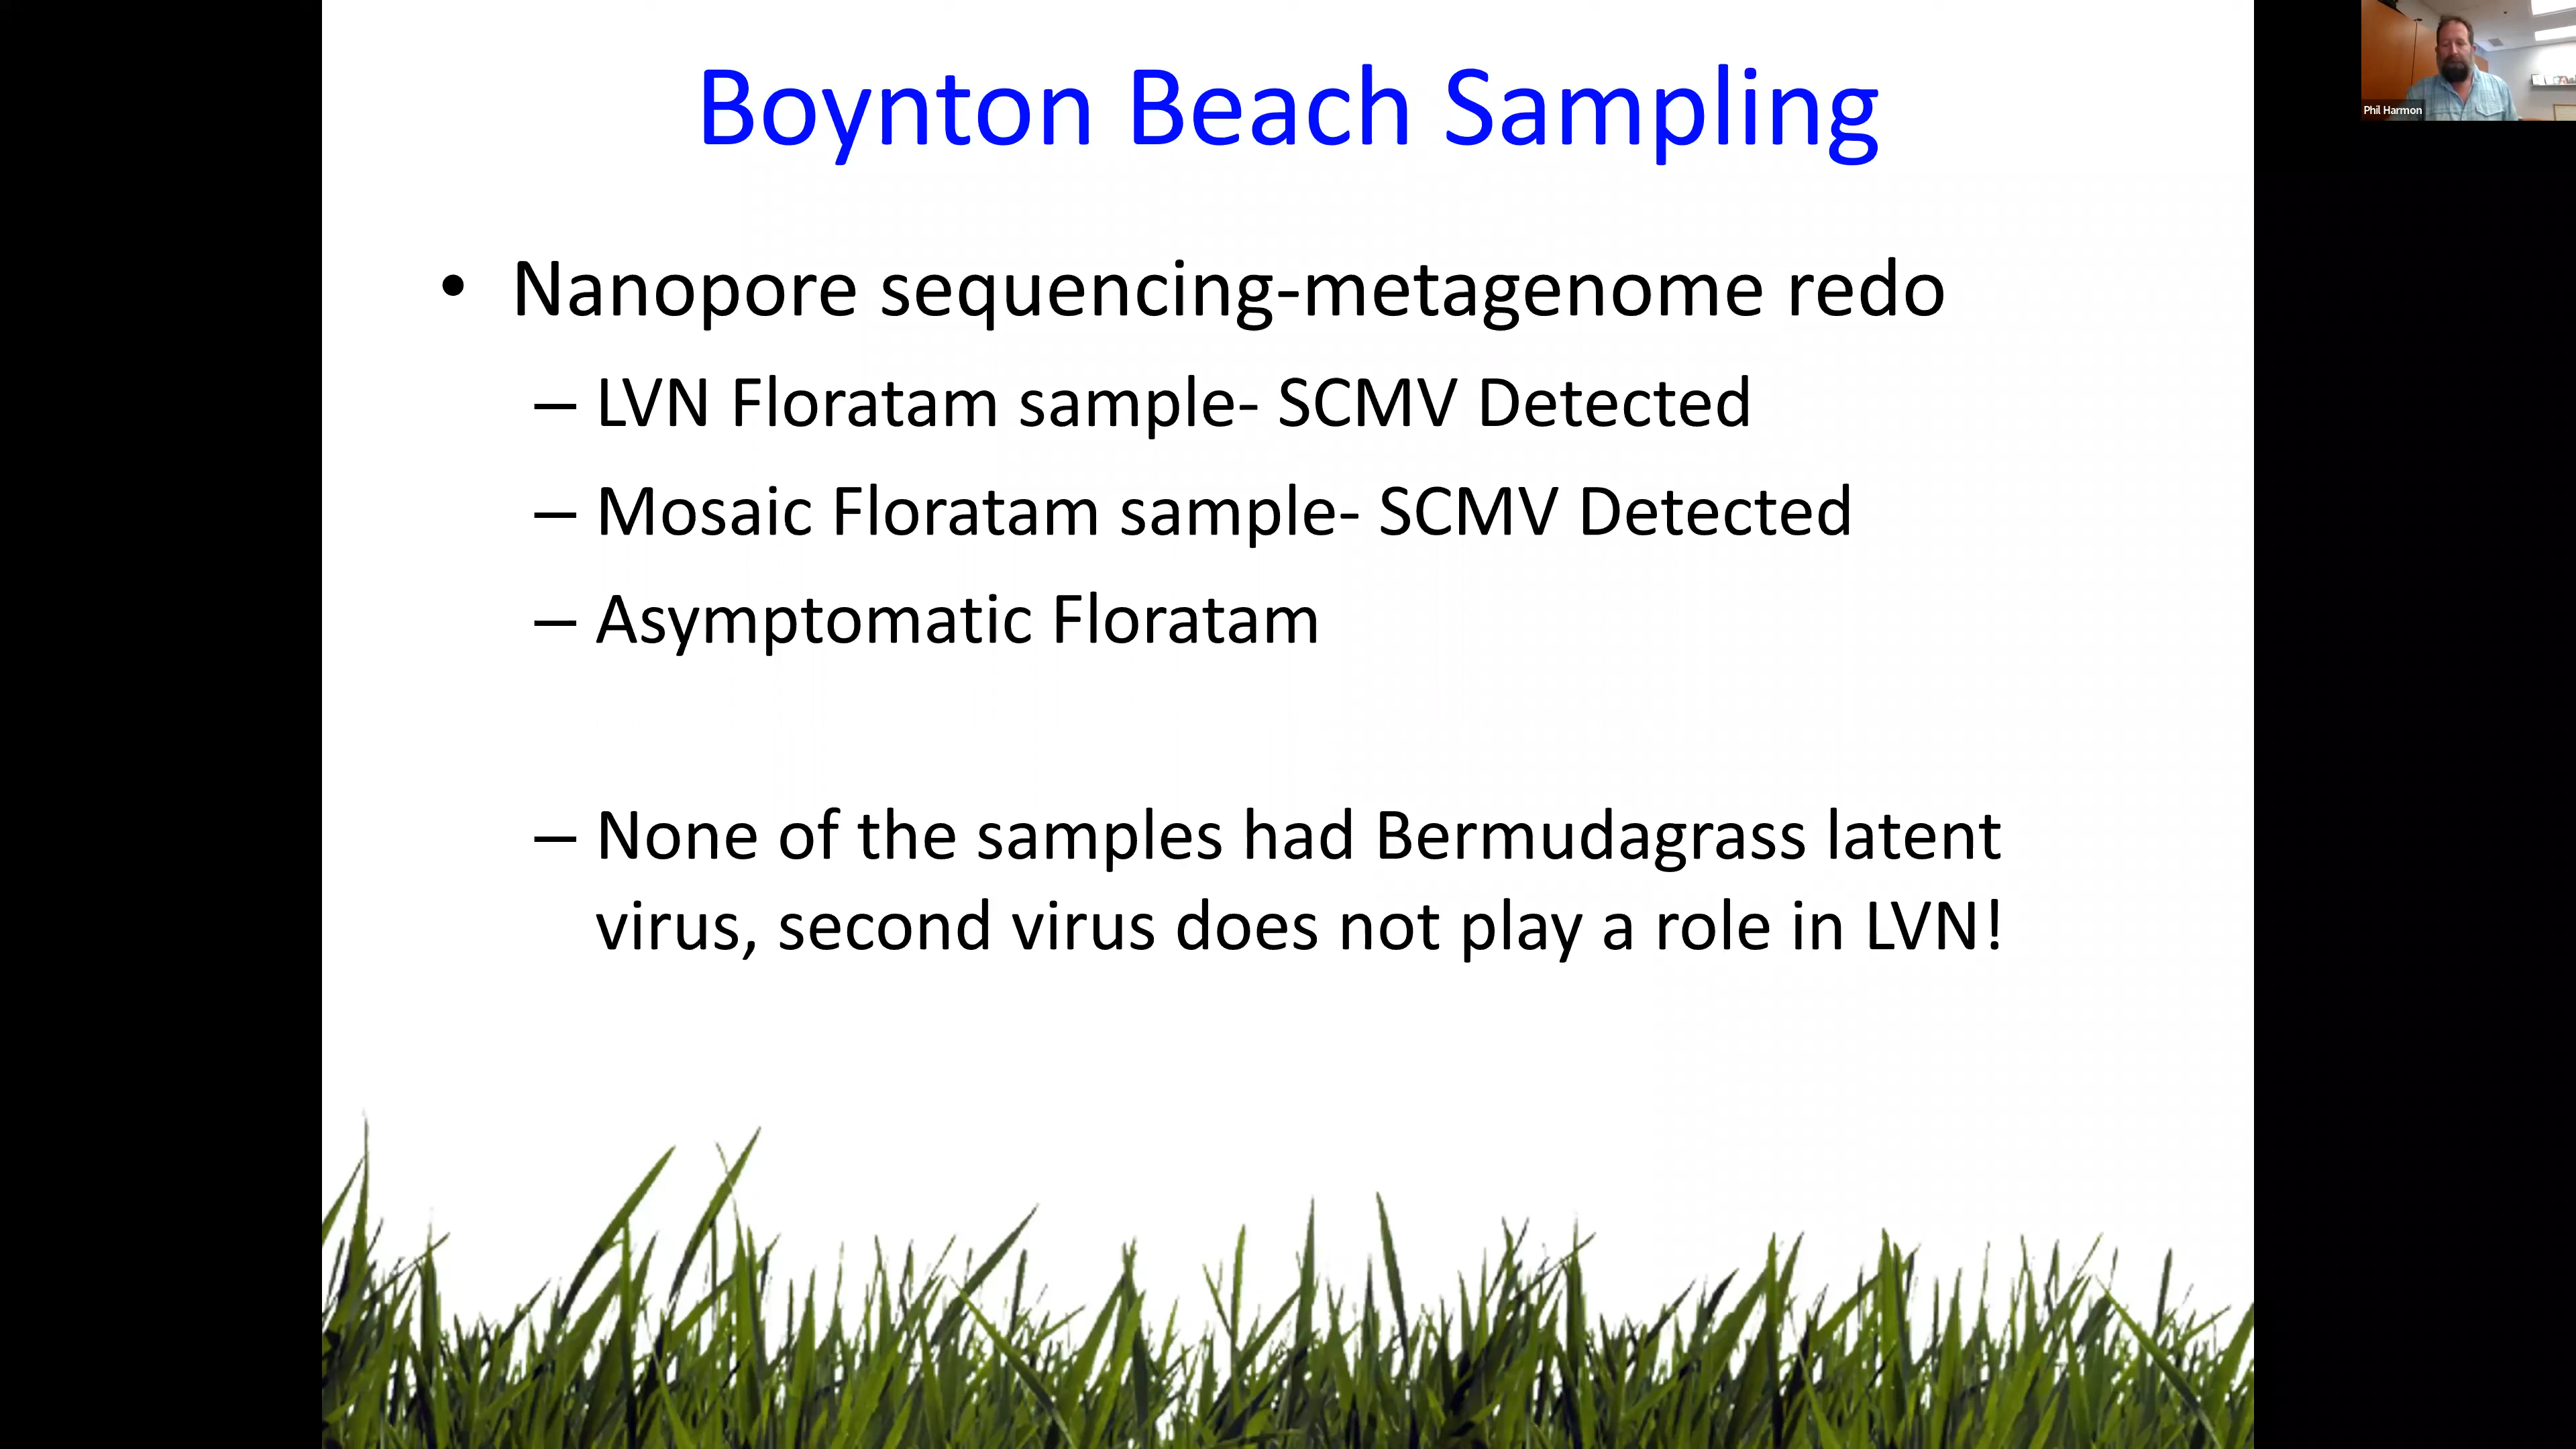 Boynton Beach Sampling
• Nanopore sequencing-metagenome redo
– LVN Floratam sample- SCMV Detected
– Mosaic Floratam sample- SCMV Detected
– Asymptomatic Floratam
– None of the samples had Bermudagrass latent
virus, second virus does not play a role in LVN!
Phil Harmon